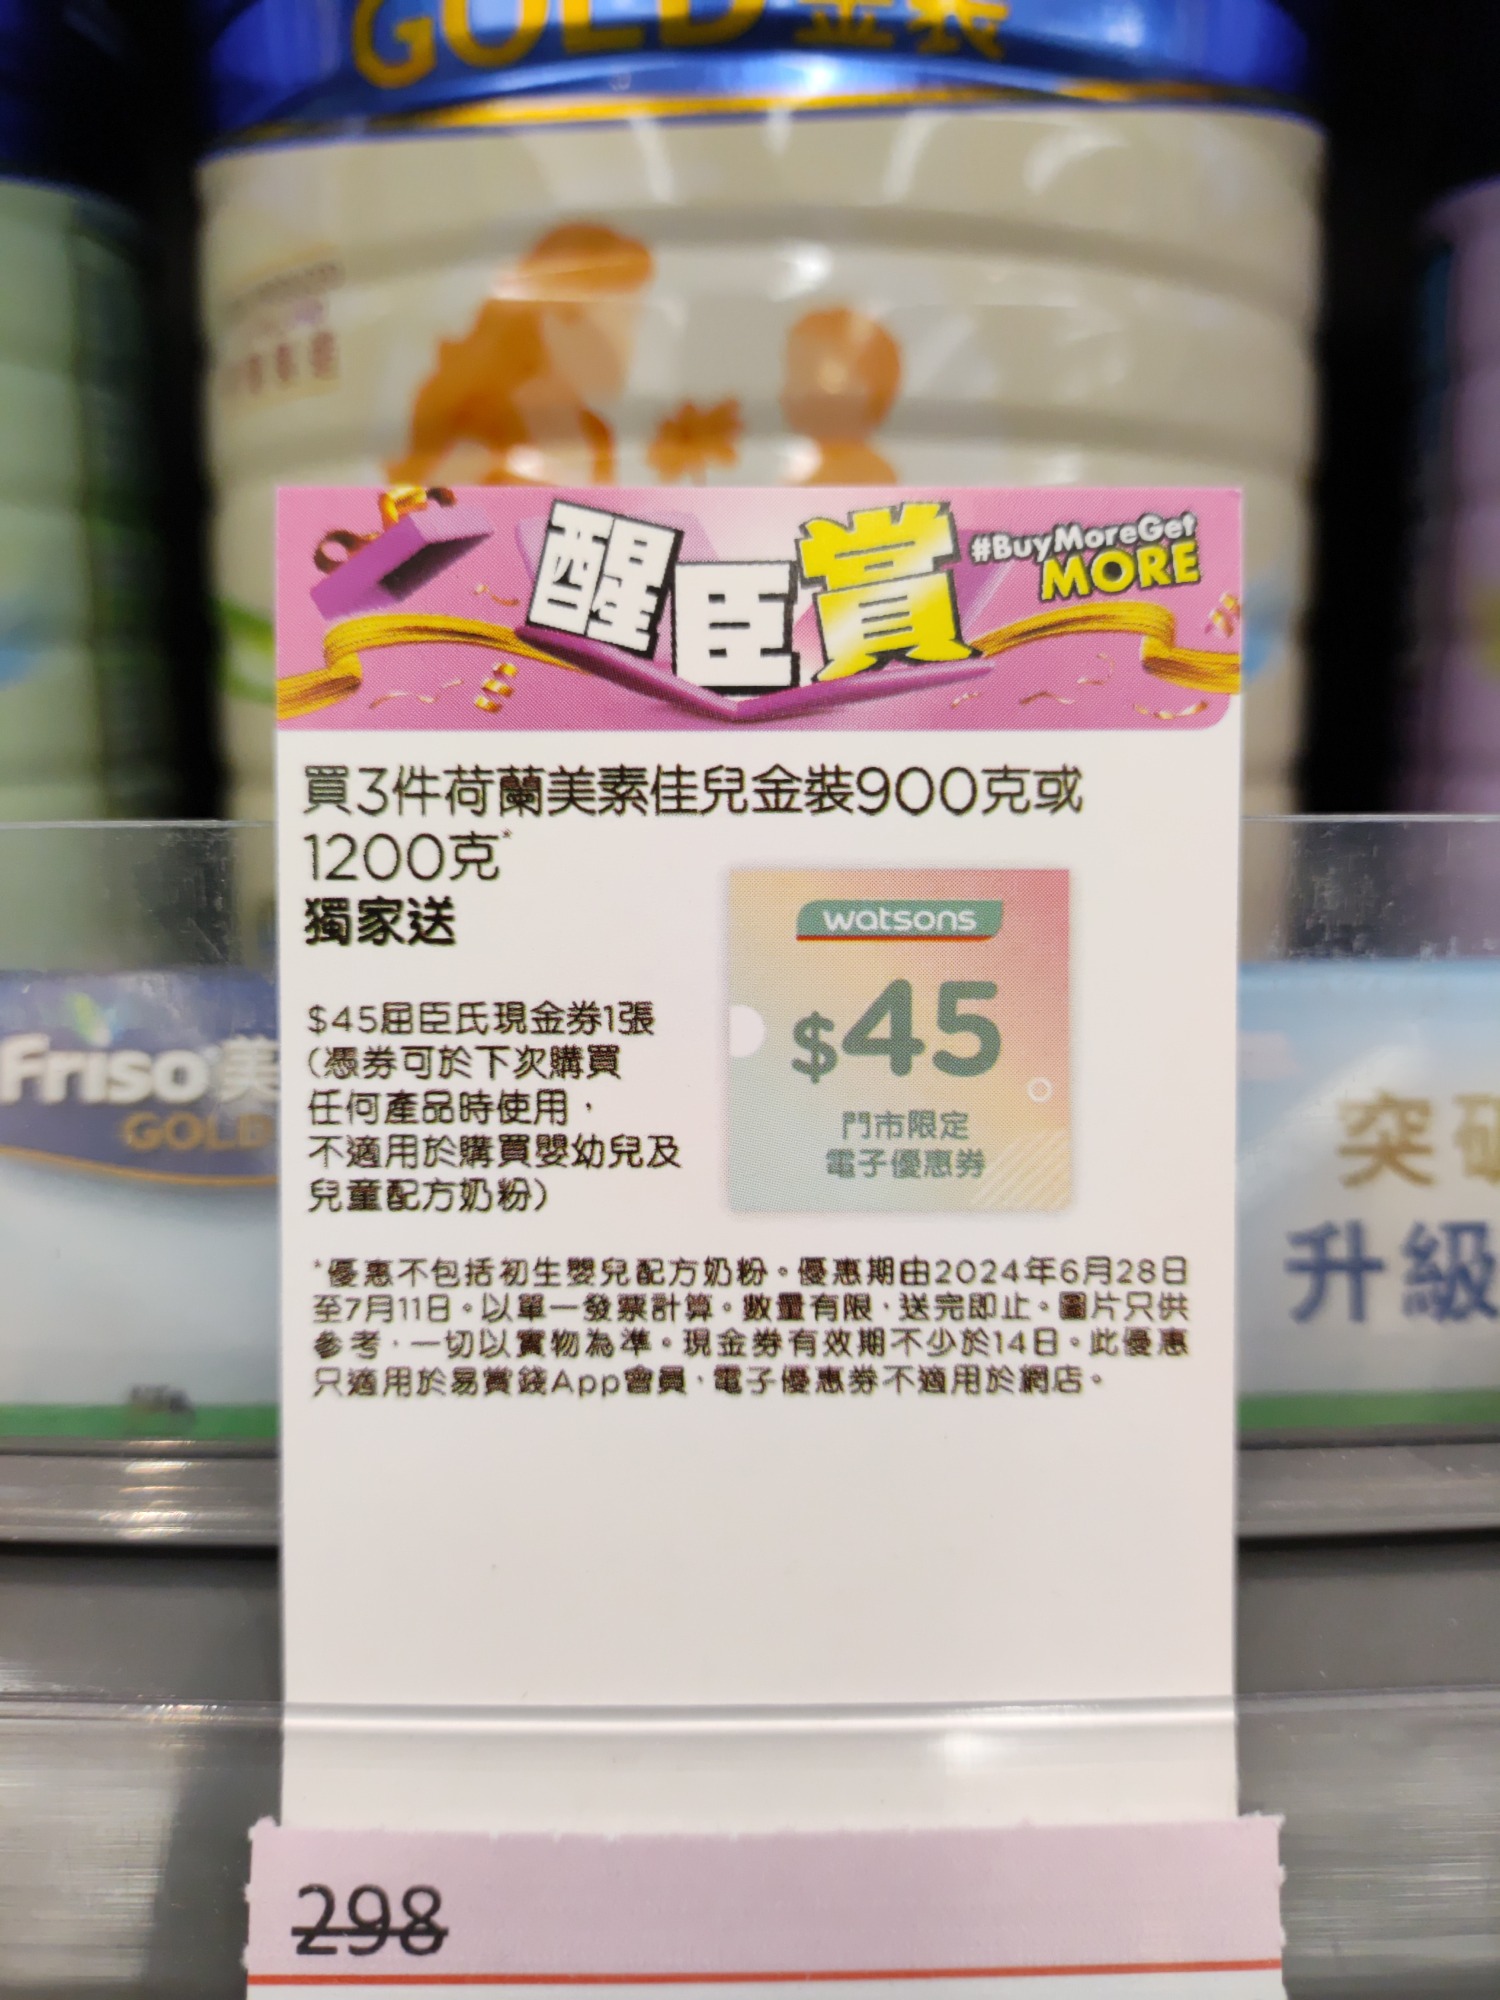 GOLD 金裝
醒臣賞
#BuyMoreGet
MORE
買3件荷蘭美素佳兒金裝900克或
1200克*
獨家送
watsons
$45
門市限定
電子優惠券
$45屈臣氏現金券1張
(憑券可於下次購買
任何產品時使用，
不適用於購買嬰幼兒及
兒童配方奶粉)
*優惠不包括初生嬰兒配方奶粉。優惠期由2024年6月28日
至7月11日。以單一發票計算。數量有限，送完即止。圖片只供
參考，一切以實物為準。現金券有效期不少於14日。此優惠
只適用於易賞錢App會員，電子優惠券不適用於網店。
Friso 美
GOLD
突破
升級
298